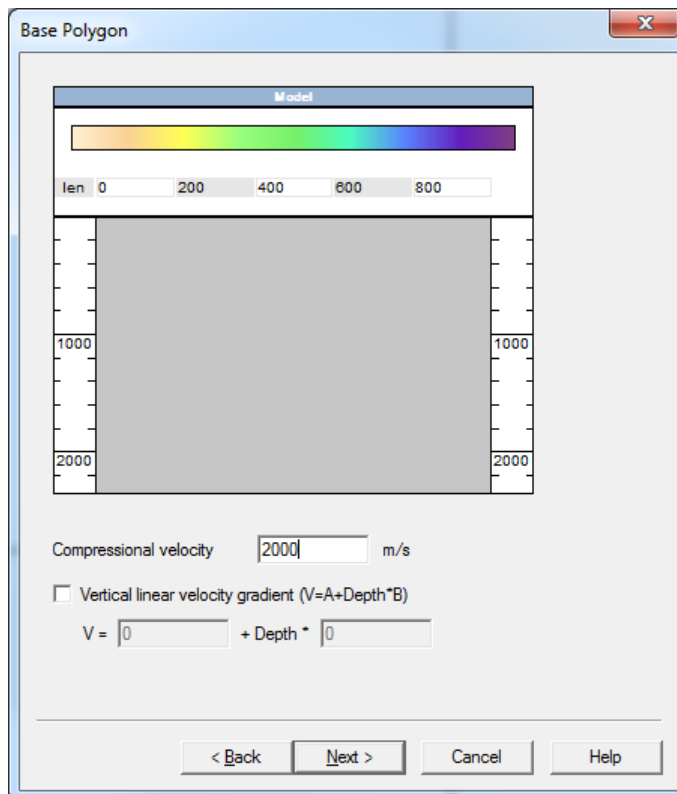 Base Polygon
Model
len 0 200 400 600 800
1000 1000
2000 2000
Compressional velocity 2000 m/s
Vertical linear velocity gradient (V=A+Depth*B)
V = 0 + Depth * 0
< Back Next > Cancel Help